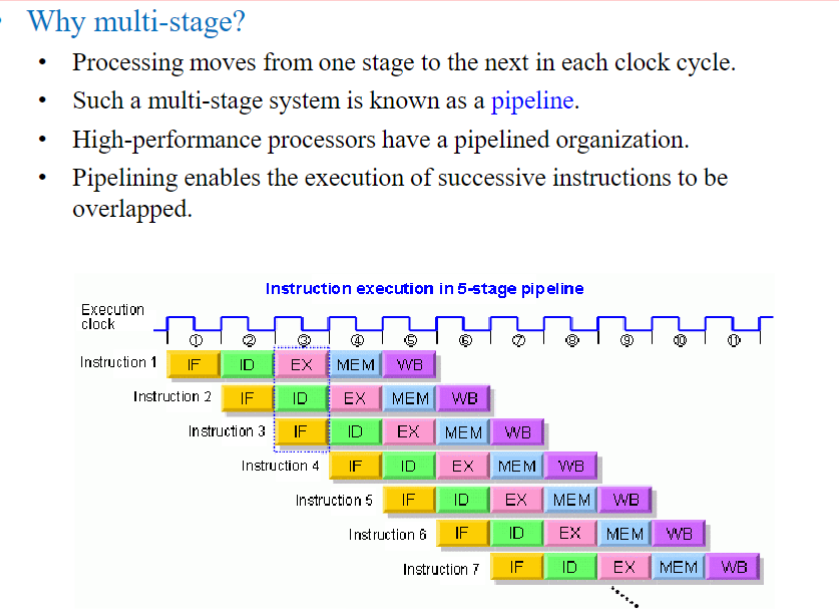 • Why multi-stage?
• Processing moves from one stage to the next in each clock cycle.
• Such a multi-stage system is known as a pipeline.
• High-performance processors have a pipelined organization.
• Pipelining enables the execution of successive instructions to be
overlapped.
Instruction execution in 5-stage pipeline
Execution
clock
① ② ③ ④ ⑤ ⑥ ⑦ ⑧ ⑨ ⑩ ⑪
Instruction 1 IF ID EX MEM WB
Instruction 2 IF ID EX MEM WB
Instruction 3 IF ID EX MEM WB
Instruction 4 IF ID EX MEM WB
Instruction 5 IF ID EX MEM WB
Instruction 6 IF ID EX MEM WB
Instruction 7 IF ID EX MEM WB